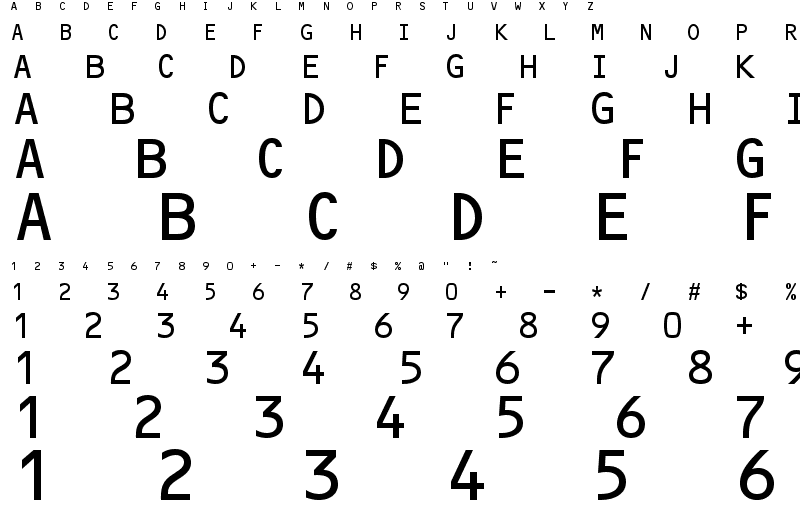 A B C D E F G H I J K L M N O P R S T U V W X Y Z
A B C D E F G H I J K L M N O P R
A B C D E F G H I J K
A B C D E F G H I
A B C D E F G
A B C D E F
1 2 3 4 5 6 7 8 9 0 + - * / # $ % @ " ! ~
1 2 3 4 5 6 7 8 9 0 + - * / # $ %
1 2 3 4 5 6 7 8 9 0 +
1 2 3 4 5 6 7 8 9
1 2 3 4 5 6 7
1 2 3 4 5 6